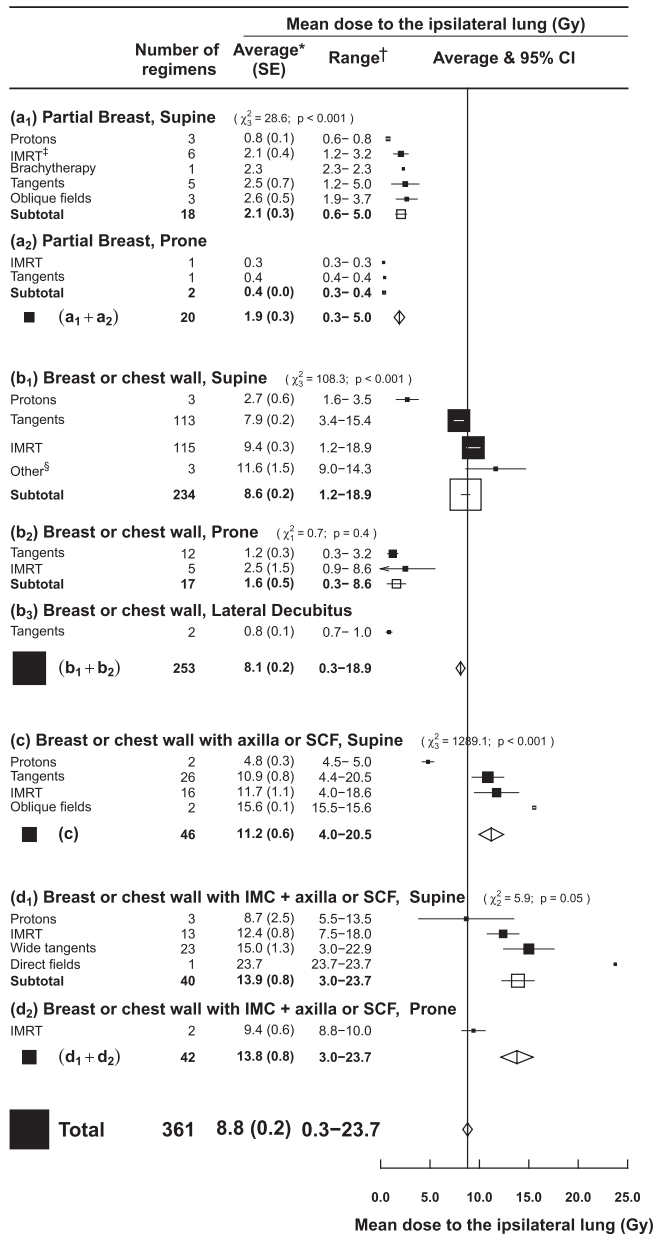 Mean dose to the ipsilateral lung (Gy)
Number of regimens Average* (SE) Range† Average & 95% CI
(a1) Partial Breast, Supine ( χ²3 = 28.6; p < 0.001 )
Protons 3 0.8 (0.1) 0.6− 0.8
IMRT‡ 6 2.1 (0.4) 1.2− 3.2
Brachytherapy 1 2.3 2.3− 2.3
Tangents 5 2.5 (0.7) 1.2− 5.0
Oblique fields 3 2.6 (0.5) 1.9− 3.7
Subtotal 18 2.1 (0.3) 0.6− 5.0
(a2) Partial Breast, Prone
IMRT 1 0.3 0.3− 0.3
Tangents 1 0.4 0.4− 0.4
Subtotal 2 0.4 (0.0) 0.3− 0.4
(a1 + a2) 20 1.9 (0.3) 0.3− 5.0
(b1) Breast or chest wall, Supine ( χ²3 = 108.3; p < 0.001 )
Protons 3 2.7 (0.6) 1.6− 3.5
Tangents 113 7.9 (0.2) 3.4−15.4
IMRT 115 9.4 (0.3) 1.2−18.9
Other§ 3 11.6 (1.5) 9.0−14.3
Subtotal 234 8.6 (0.2) 1.2−18.9
(b2) Breast or chest wall, Prone ( χ²1 = 0.7; p = 0.4 )
Tangents 12 1.2 (0.3) 0.3− 3.2
IMRT 5 2.5 (1.5) 0.9− 8.6
Subtotal 17 1.6 (0.5) 0.3− 8.6
(b3) Breast or chest wall, Lateral Decubitus
Tangents 2 0.8 (0.1) 0.7− 1.0
(b1 + b2) 253 8.1 (0.2) 0.3−18.9
(c) Breast or chest wall with axilla or SCF, Supine ( χ²3 = 1289.1; p < 0.001 )
Protons 2 4.8 (0.3) 4.5− 5.0
Tangents 26 10.9 (0.8) 4.4−20.5
IMRT 16 11.7 (1.1) 4.0−18.6
Oblique fields 2 15.6 (0.1) 15.5−15.6
(c) 46 11.2 (0.6) 4.0−20.5
(d1) Breast or chest wall with IMC + axilla or SCF, Supine ( χ²2 = 5.9; p = 0.05 )
Protons 3 8.7 (2.5) 5.5−13.5
IMRT 13 12.4 (0.8) 7.5−18.0
Wide tangents 23 15.0 (1.3) 3.0−22.9
Direct fields 1 23.7 23.7−23.7
Subtotal 40 13.9 (0.8) 3.0−23.7
(d2) Breast or chest wall with IMC + axilla or SCF, Prone
IMRT 2 9.4 (0.6) 8.8−10.0
(d1 + d2) 42 13.8 (0.8) 3.0−23.7
Total 361 8.8 (0.2) 0.3−23.7
0.0 5.0 10.0 15.0 20.0 25.0
Mean dose to the ipsilateral lung (Gy)